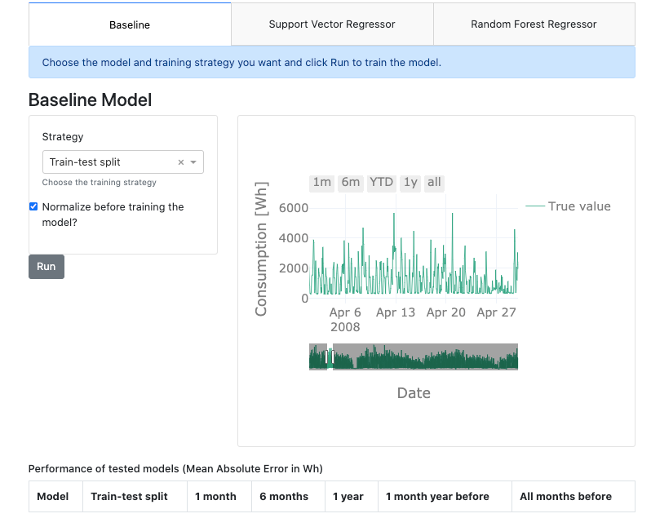 Baseline
Support Vector Regressor
Random Forest Regressor
Choose the model and training strategy you want and click Run to train the model.
Baseline Model
Strategy
Train-test split
Choose the training strategy
Normalize before training the
model?
Run
1m 6m YTD 1y all
Consumption [Wh]
6000
4000
2000
0
True value
Apr 6 Apr 13 Apr 20 Apr 27
2008
Date
Performance of tested models (Mean Absolute Error in Wh)
Model Train-test split 1 month 6 months 1 year 1 month year before All months before